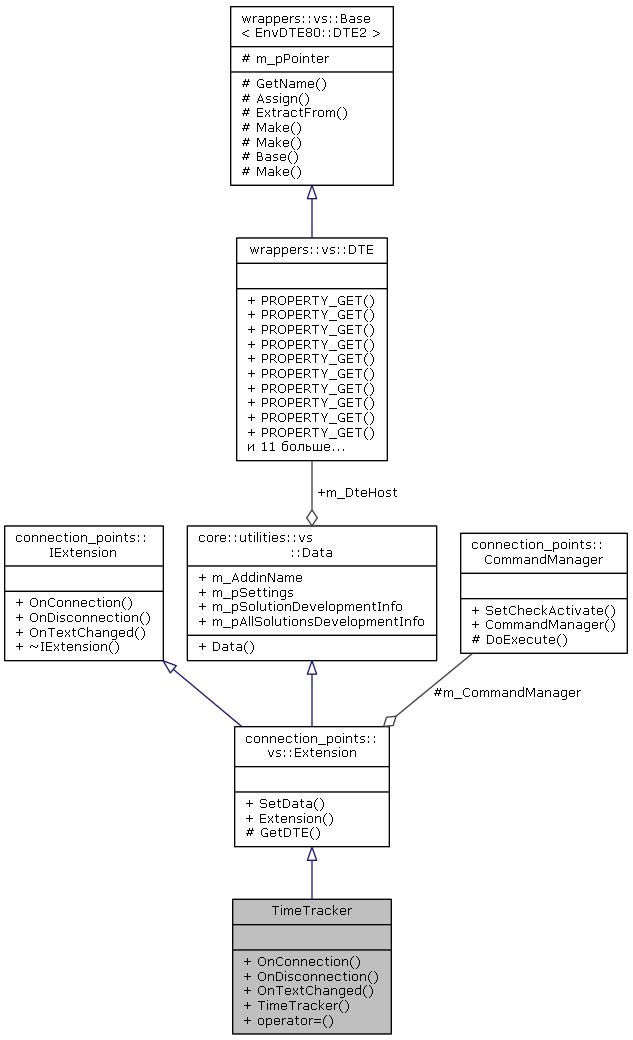 wrappers::vs::Base
< EnvDTE80::DTE2 >
# m_pPointer
# GetName()
# Assign()
# ExtractFrom()
# Make()
# Make()
# Base()
# Make()
wrappers::vs::DTE
+ PROPERTY_GET()
+ PROPERTY_GET()
+ PROPERTY_GET()
+ PROPERTY_GET()
+ PROPERTY_GET()
+ PROPERTY_GET()
+ PROPERTY_GET()
+ PROPERTY_GET()
+ PROPERTY_GET()
+ PROPERTY_GET()
и 11 больше...
+m_DteHost
connection_points::
IExtension
+ OnConnection()
+ OnDisconnection()
+ OnTextChanged()
+ ~IExtension()
core::utilities::vs
::Data
+ m_AddinName
+ m_pSettings
+ m_pSolutionDevelopmentInfo
+ m_pAllSolutionsDevelopmentInfo
+ Data()
connection_points::
CommandManager
+ SetCheckActivate()
+ CommandManager()
# DoExecute()
#m_CommandManager
connection_points::
vs::Extension
+ SetData()
+ Extension()
# GetDTE()
TimeTracker
+ OnConnection()
+ OnDisconnection()
+ OnTextChanged()
+ TimeTracker()
+ operator=()